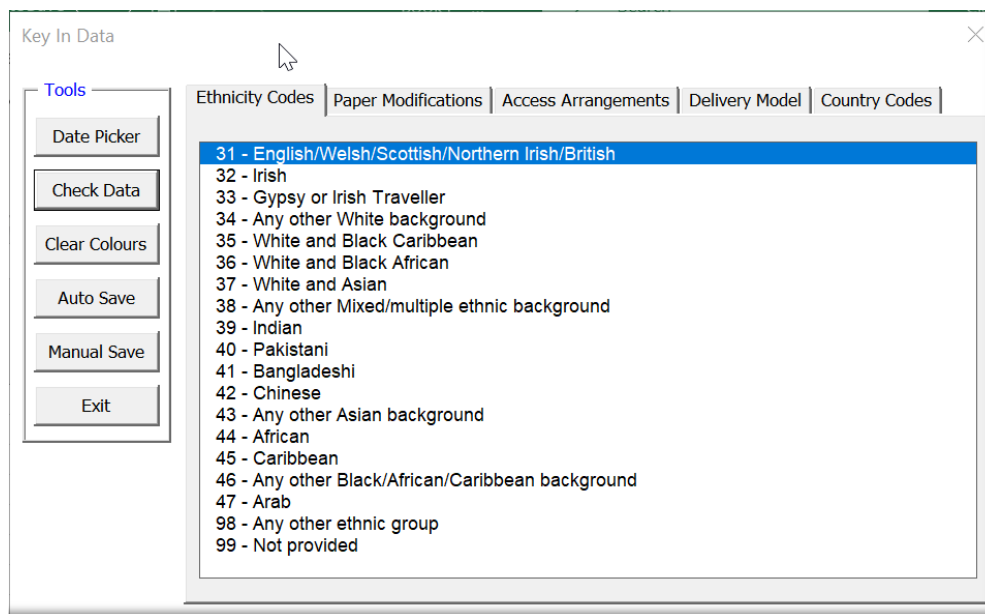 Key In Data
Tools
Date Picker
Check Data
Clear Colours
Auto Save
Manual Save
Exit
Ethnicity Codes Paper Modifications Access Arrangements Delivery Model Country Codes
31 - English/Welsh/Scottish/Northern Irish/British
32 - Irish
33 - Gypsy or Irish Traveller
34 - Any other White background
35 - White and Black Caribbean
36 - White and Black African
37 - White and Asian
38 - Any other Mixed/multiple ethnic background
39 - Indian
40 - Pakistani
41 - Bangladeshi
42 - Chinese
43 - Any other Asian background
44 - African
45 - Caribbean
46 - Any other Black/African/Caribbean background
47 - Arab
98 - Any other ethnic group
99 - Not provided